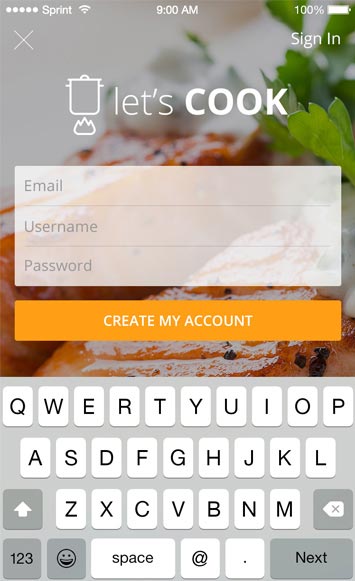 Sprint 9:00 AM 100%
Sign In
let's COOK
Email
Username
Password
CREATE MY ACCOUNT
Q W E R T Y U I O P
A S D F G H J K L
Z X C V B N M
123 space @ . Next